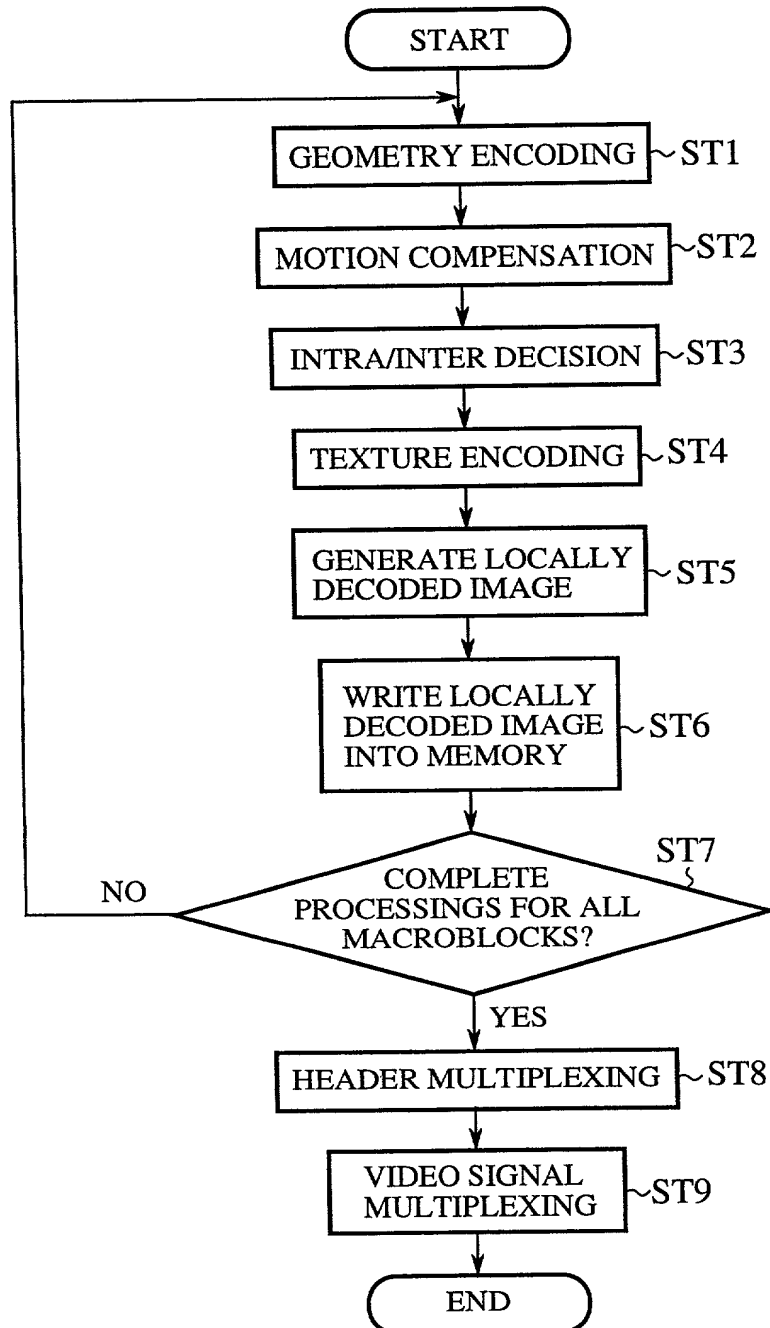 START
GEOMETRY ENCODING
ST1
MOTION COMPENSATION
ST2
INTRA/INTER DECISION
ST3
TEXTURE ENCODING
ST4
GENERATE LOCALLY
DECODED IMAGE
ST5
WRITE LOCALLY
DECODED IMAGE
INTO MEMORY
ST6
ST7
COMPLETE
PROCESSINGS FOR ALL
MACROBLOCKS?
NO
YES
HEADER MULTIPLEXING
ST8
VIDEO SIGNAL
MULTIPLEXING
ST9
END